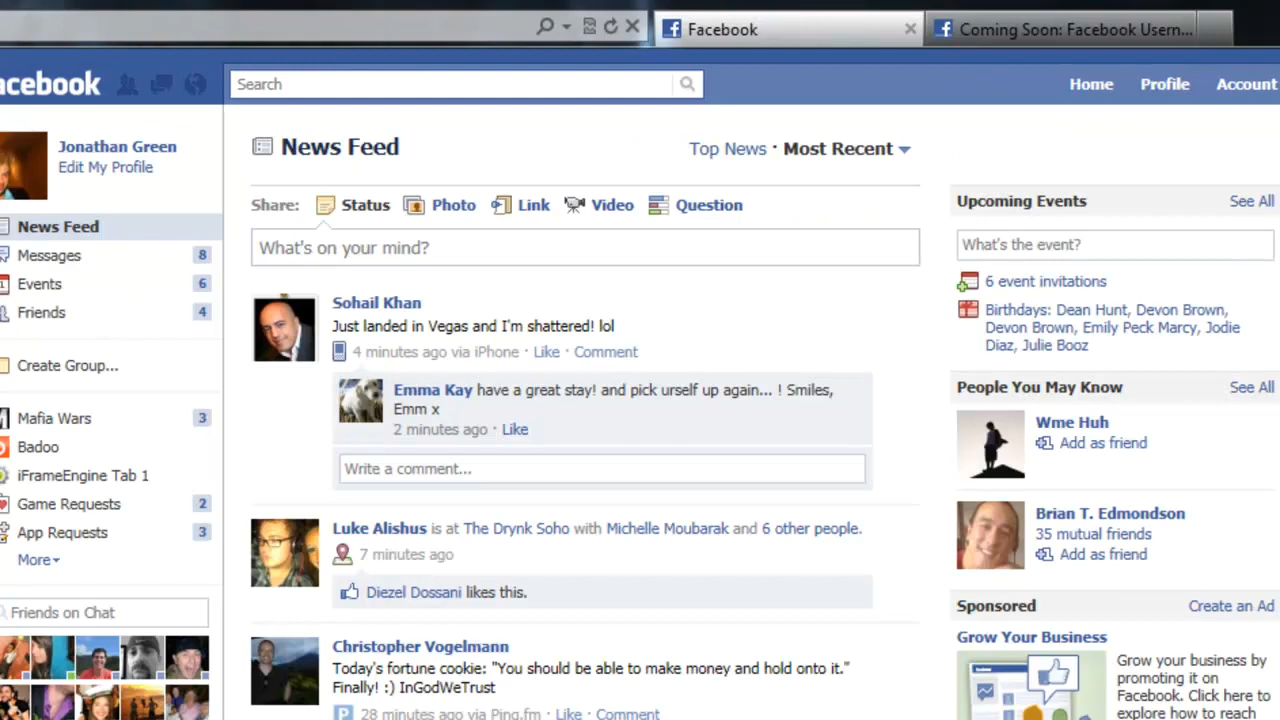 Facebook
Coming Soon: Facebook Usern...
acebook
Search
Home
Profile
Account
Jonathan Green
Edit My Profile
News Feed
Messages 8
Events 6
Friends 4
Create Group...
Mafia Wars 3
Badoo
iFrameEngine Tab 1
Game Requests 2
App Requests 3
More
Friends on Chat
News Feed
Top News · Most Recent
Share: Status Photo Link Video Question
What's on your mind?
Sohail Khan
Just landed in Vegas and I'm shattered! lol
4 minutes ago via iPhone · Like · Comment
Emma Kay have a great stay! and pick urself up again... ! Smiles,
Emm x
2 minutes ago · Like
Write a comment...
Luke Alishus is at The Drynk Soho with Michelle Moubarak and 6 other people.
7 minutes ago
Diezel Dossani likes this.
Christopher Vogelmann
Today's fortune cookie: "You should be able to make money and hold onto it."
Finally! :) InGodWeTrust
28 minutes ago via Ping.fm · Like · Comment
Upcoming Events See All
What's the event?
6 event invitations
Birthdays: Dean Hunt, Devon Brown,
Devon Brown, Emily Peck Marcy, Jodie
Diaz, Julie Booz
People You May Know See All
Wme Huh
Add as friend
Brian T. Edmondson
35 mutual friends
Add as friend
Sponsored Create an Ad
Grow Your Business
Grow your business by
promoting it on
Facebook. Click here to
explore how to reach